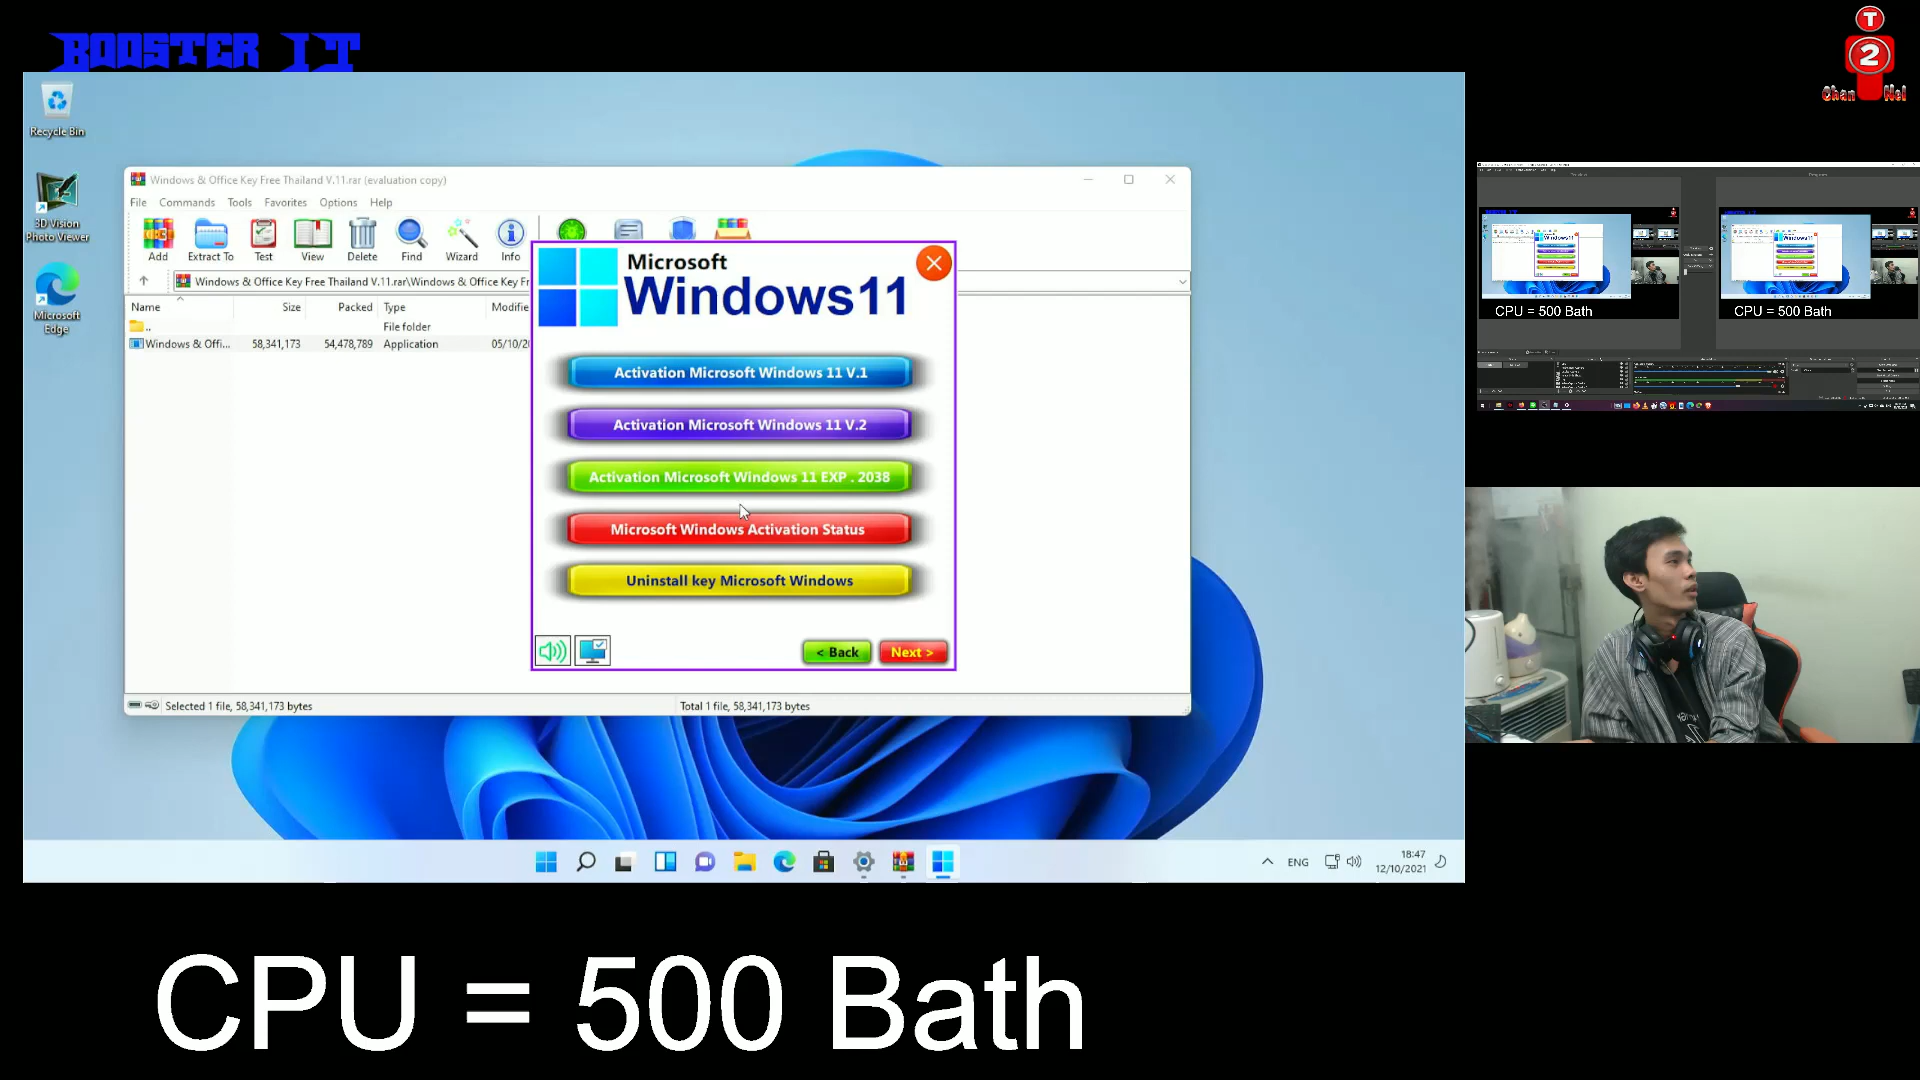 BOOSTER IT
T
2
Chan Nel
Recycle Bin
3D Vision
Photo Viewer
Microsoft
Edge
Windows & Office Key Free Thailand V.11.rar (evaluation copy)
File Commands Tools Favorites Options Help
Add Extract To Test View Delete Find Wizard Info
Windows & Office Key Free Thailand V.11.rar\Windows & Office Key Fr
Name Size Packed Type Modifie
.. File folder
Windows & Offi... 58,341,173 54,478,789 Application 05/10/2
Microsoft
Windows11
Activation Microsoft Windows 11 V.1
Activation Microsoft Windows 11 V.2
Activation Microsoft Windows 11 EXP . 2038
Microsoft Windows Activation Status
Uninstall key Microsoft Windows
< Back Next >
Selected 1 file, 58,341,173 bytes Total 1 file, 58,341,173 bytes
ENG
18:47
12/10/2021
CPU = 500 Bath CPU = 500 Bath
CPU = 500 Bath